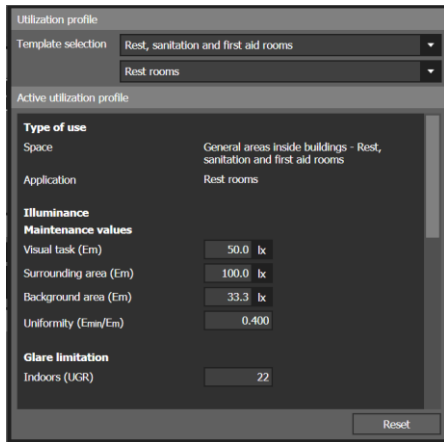 Utilization profile
Template selection Rest, sanitation and first aid rooms
Rest rooms
Active utilization profile
Type of use
Space General areas inside buildings - Rest,
sanitation and first aid rooms
Application Rest rooms
Illuminance
Maintenance values
Visual task (Em) 50.0 lx
Surrounding area (Em) 100.0 lx
Background area (Em) 33.3 lx
Uniformity (Emin/Em) 0.400
Glare limitation
Indoors (UGR) 22
Reset